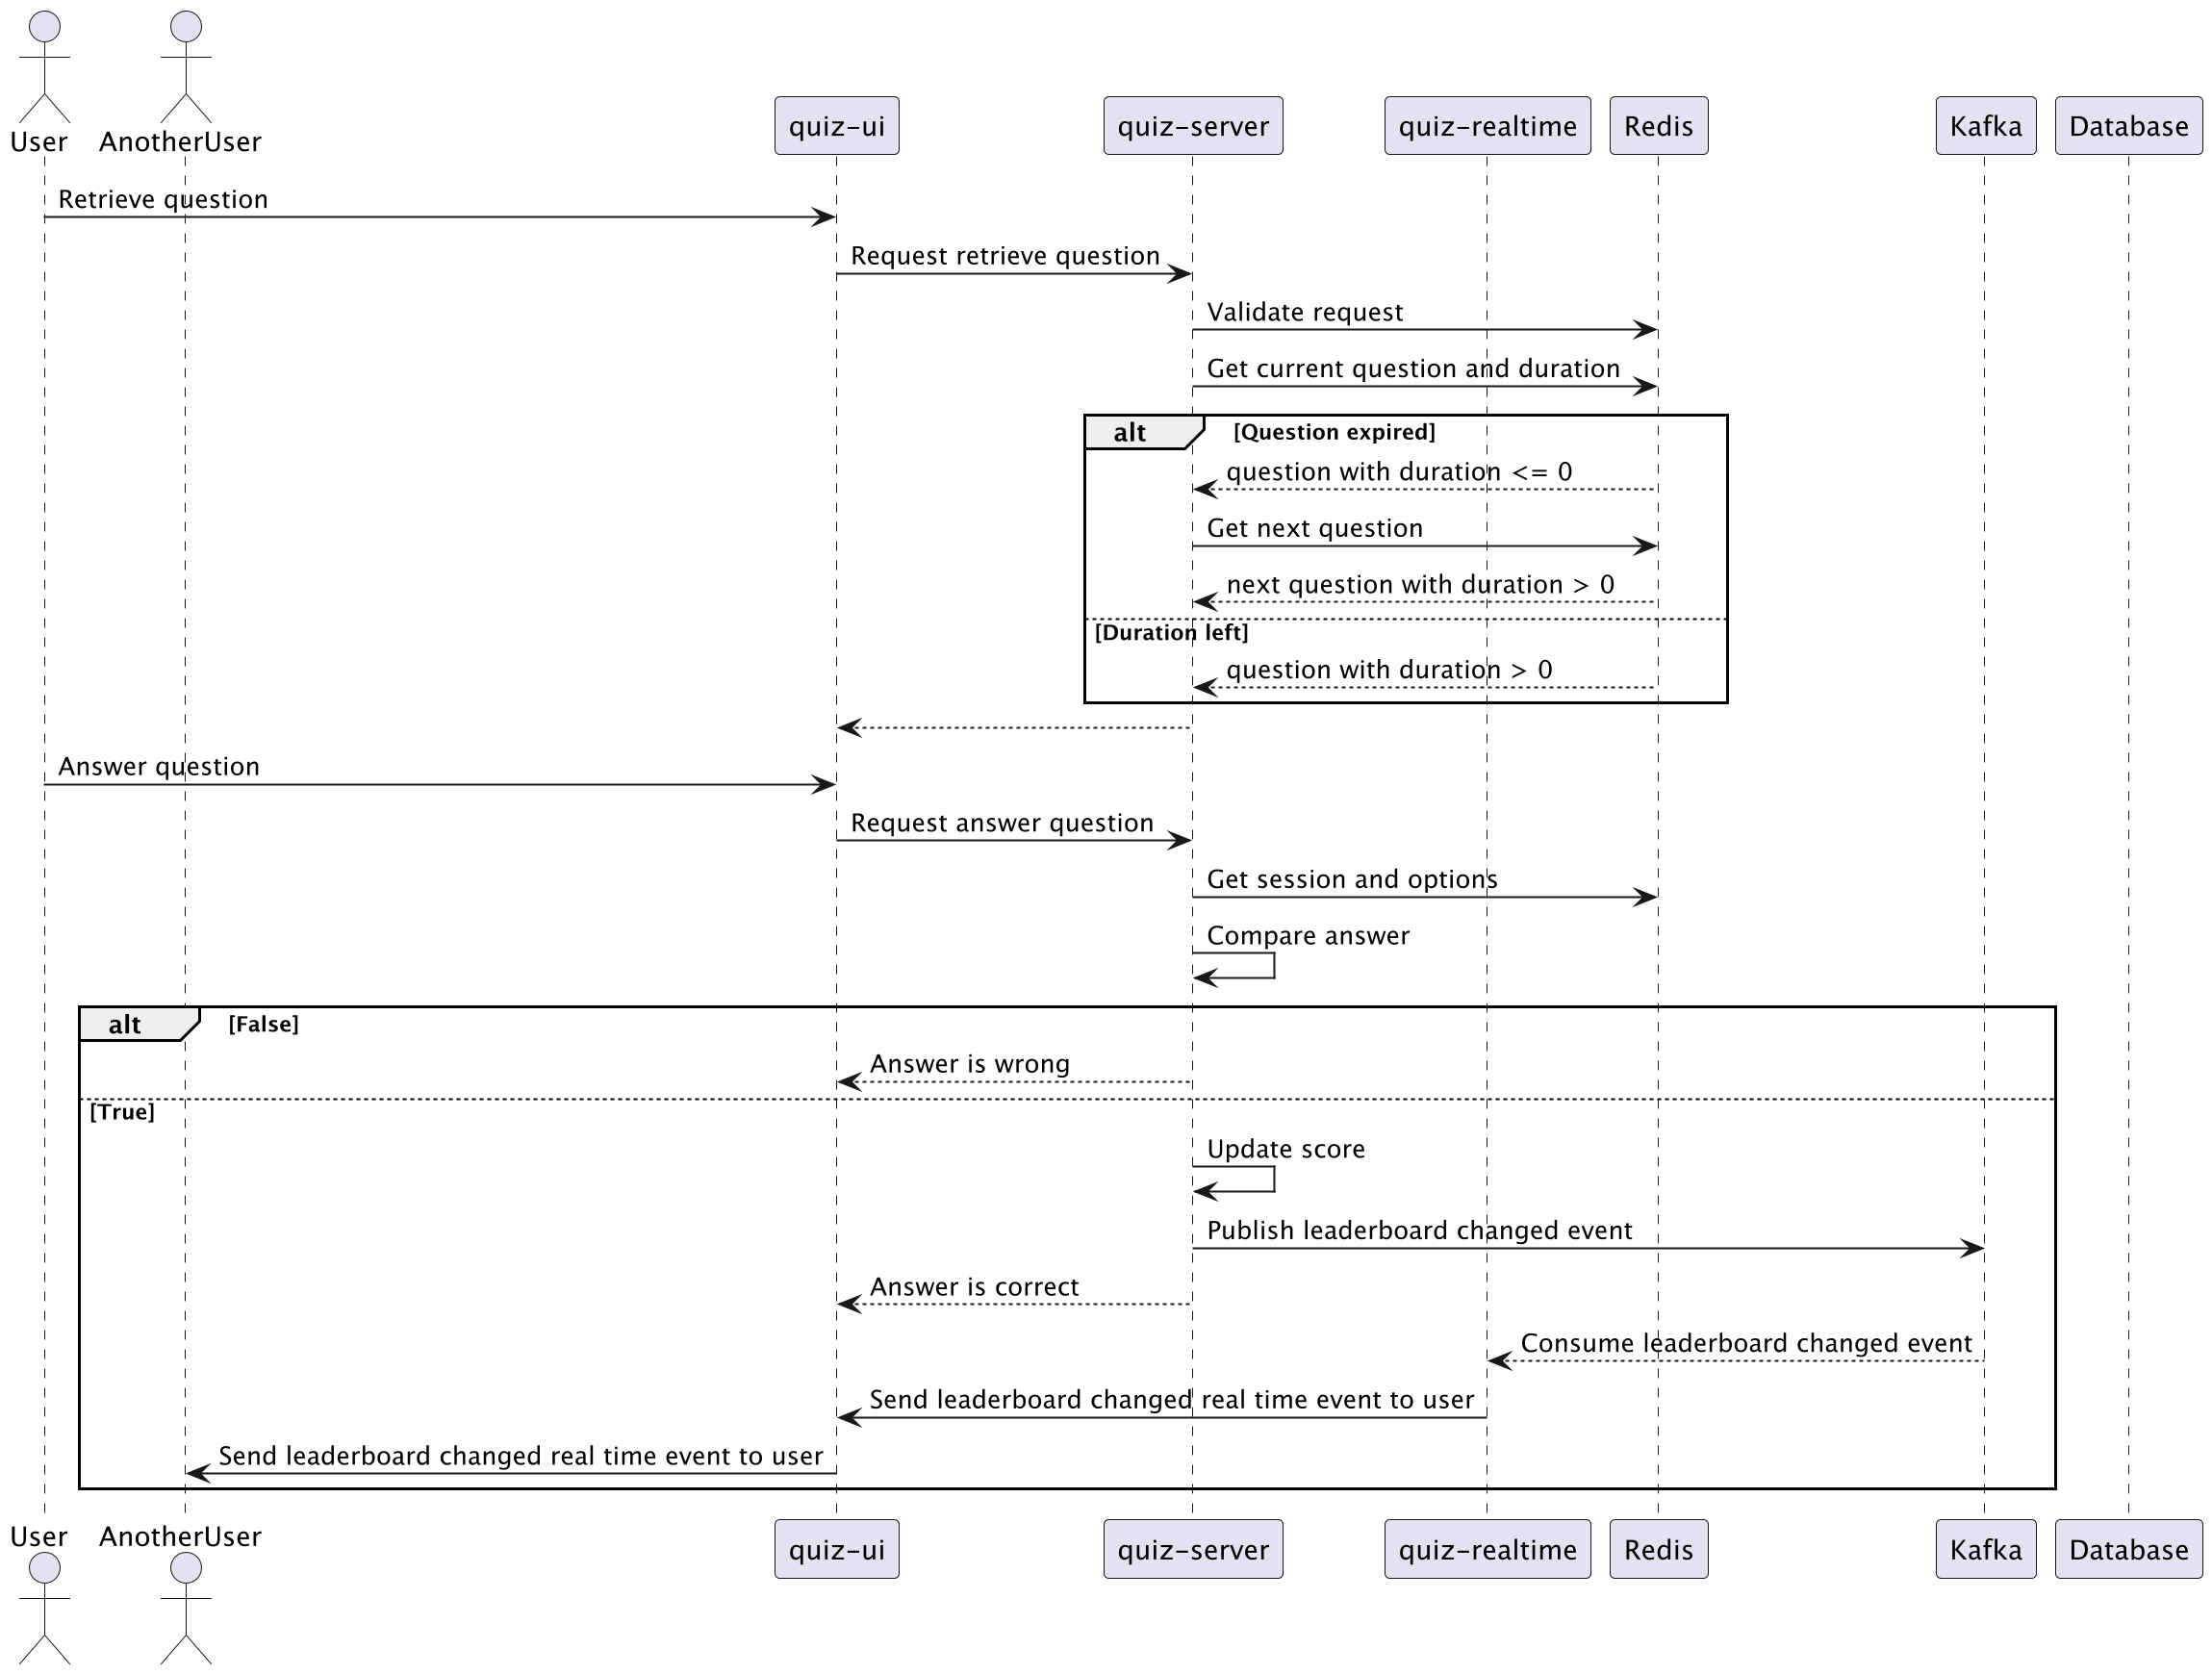 User
AnotherUser
quiz-ui
quiz-server
quiz-realtime
Redis
Kafka
Database
Retrieve question
Request retrieve question
Validate request
Get current question and duration
alt
[Question expired]
question with duration <= 0
Get next question
next question with duration > 0
[Duration left]
question with duration > 0
Answer question
Request answer question
Get session and options
Compare answer
alt
[False]
Answer is wrong
[True]
Update score
Publish leaderboard changed event
Answer is correct
Consume leaderboard changed event
Send leaderboard changed real time event to user
Send leaderboard changed real time event to user
User
AnotherUser
quiz-ui
quiz-server
quiz-realtime
Redis
Kafka
Database